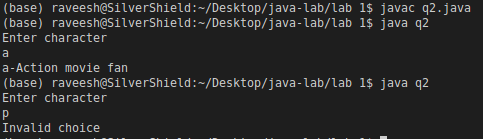 (base) raveesh@SilverShield:~/Desktop/java-lab/lab 1$ javac q2.java
(base) raveesh@SilverShield:~/Desktop/java-lab/lab 1$ java q2
Enter character
a
a-Action movie fan
(base) raveesh@SilverShield:~/Desktop/java-lab/lab 1$ java q2
Enter character
p
Invalid choice